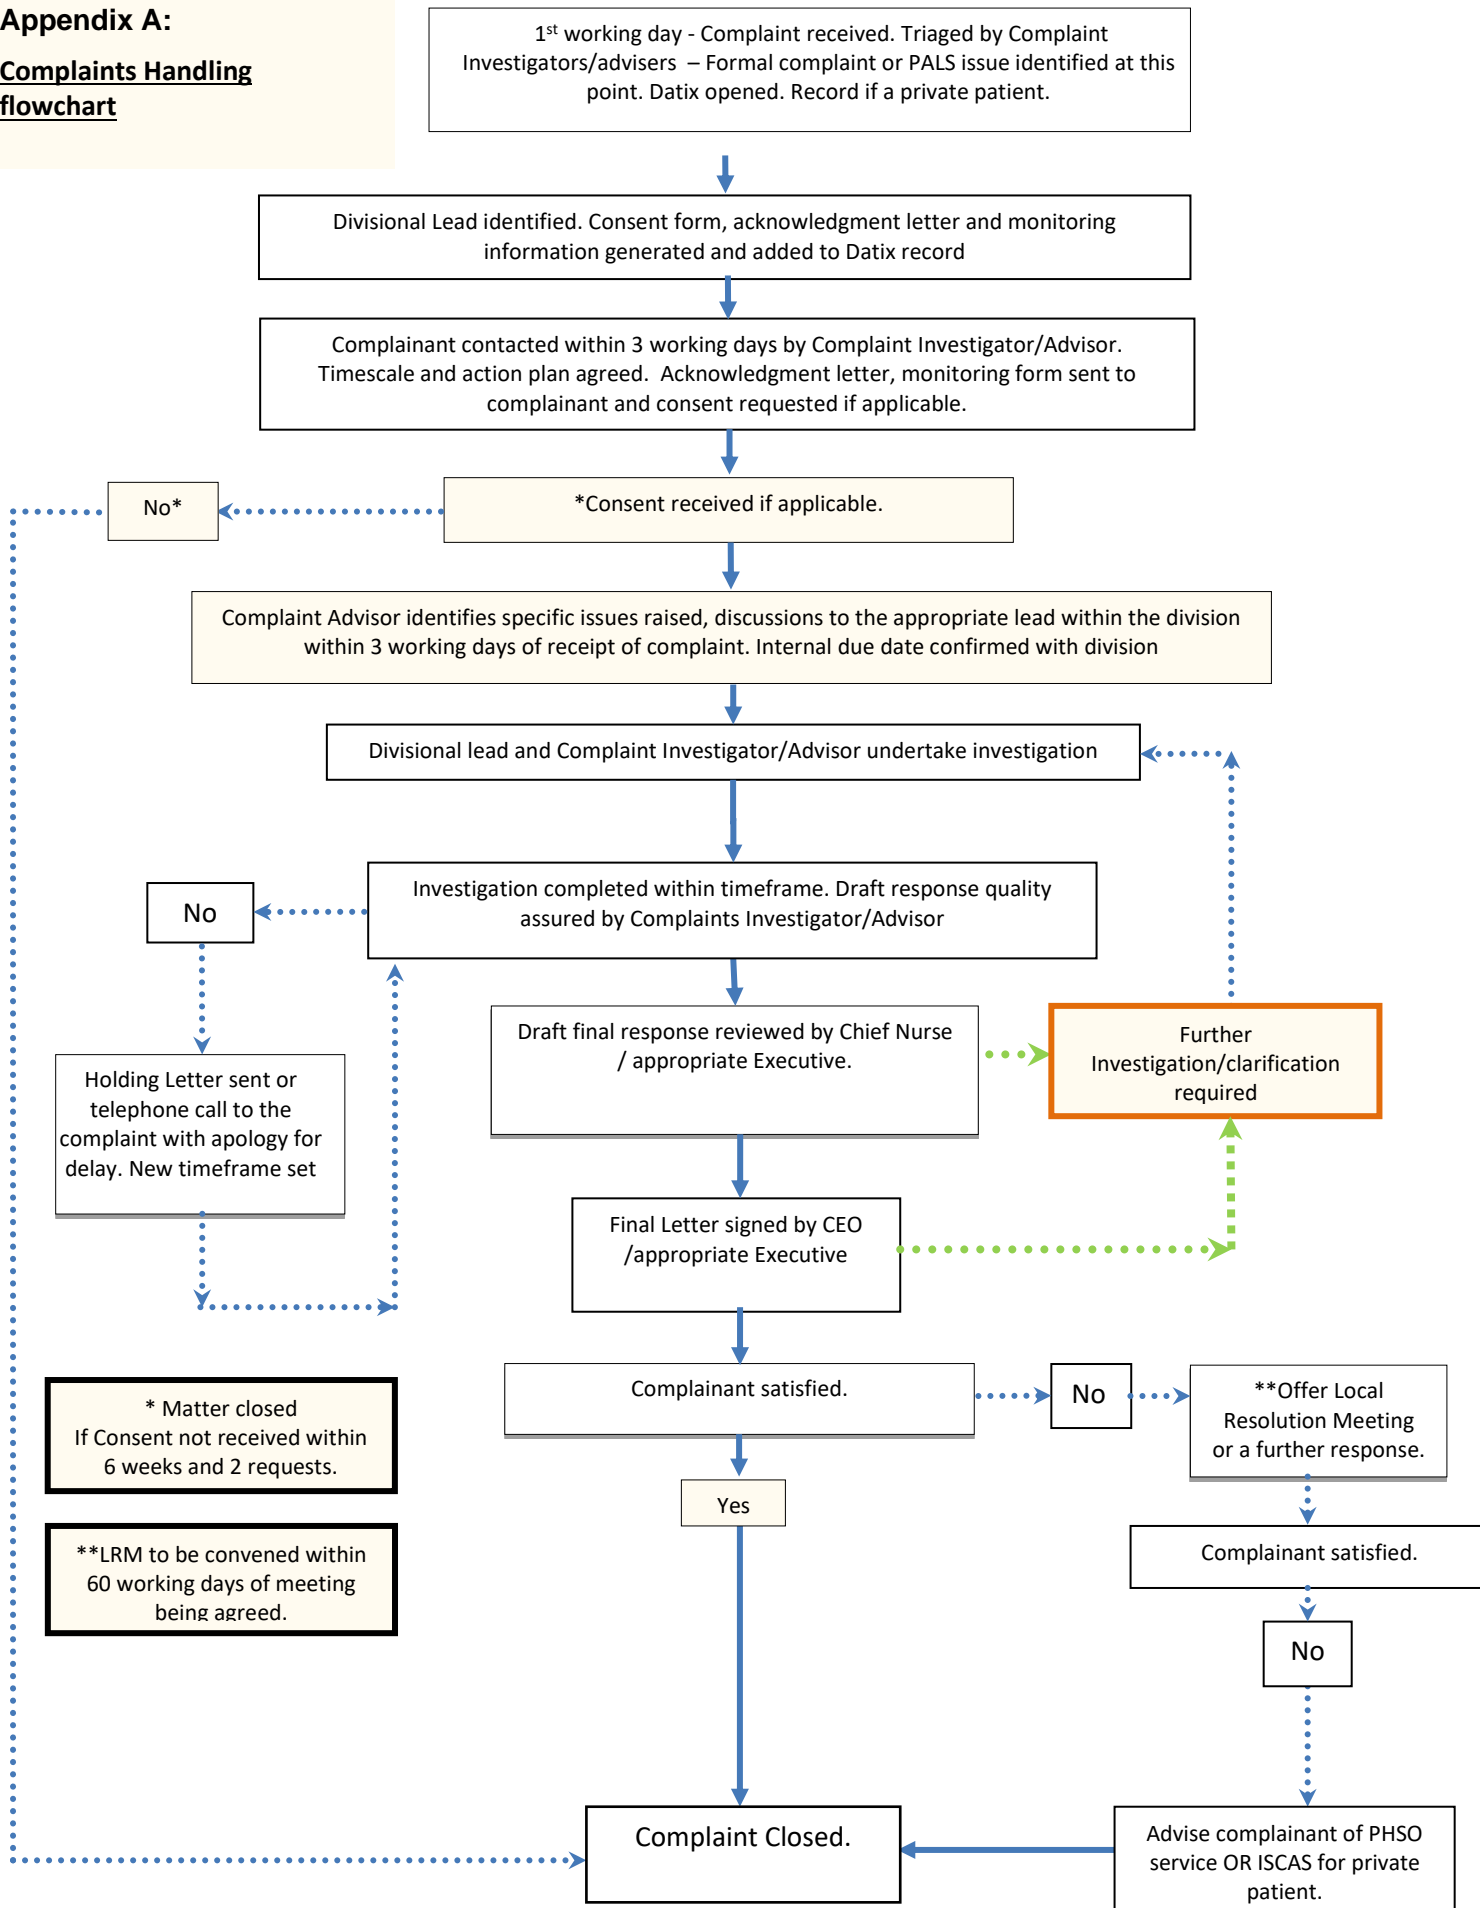 Appendix A:
Complaints Handling
flowchart
1st working day - Complaint received. Triaged by Complaint
Investigators/advisers – Formal complaint or PALS issue identified at this
point. Datix opened. Record if a private patient.
Divisional Lead identified. Consent form, acknowledgment letter and monitoring
information generated and added to Datix record
Complainant contacted within 3 working days by Complaint Investigator/Advisor.
Timescale and action plan agreed. Acknowledgment letter, monitoring form sent to
complainant and consent requested if applicable.
No*
*Consent received if applicable.
Complaint Advisor identifies specific issues raised, discussions to the appropriate lead within the division
within 3 working days of receipt of complaint. Internal due date confirmed with division
Divisional lead and Complaint Investigator/Advisor undertake investigation
Investigation completed within timeframe. Draft response quality
assured by Complaints Investigator/Advisor
No
Draft final response reviewed by Chief Nurse
/ appropriate Executive.
Further
Investigation/clarification
required
Holding Letter sent or
telephone call to the
complaint with apology for
delay. New timeframe set
Final Letter signed by CEO
/appropriate Executive
Complainant satisfied.
No
**Offer Local
Resolution Meeting
or a further response.
* Matter closed
If Consent not received within
6 weeks and 2 requests.
Yes
**LRM to be convened within
60 working days of meeting
being agreed.
Complainant satisfied.
No
Complaint Closed.
Advise complainant of PHSO
service OR ISCAS for private
patient.